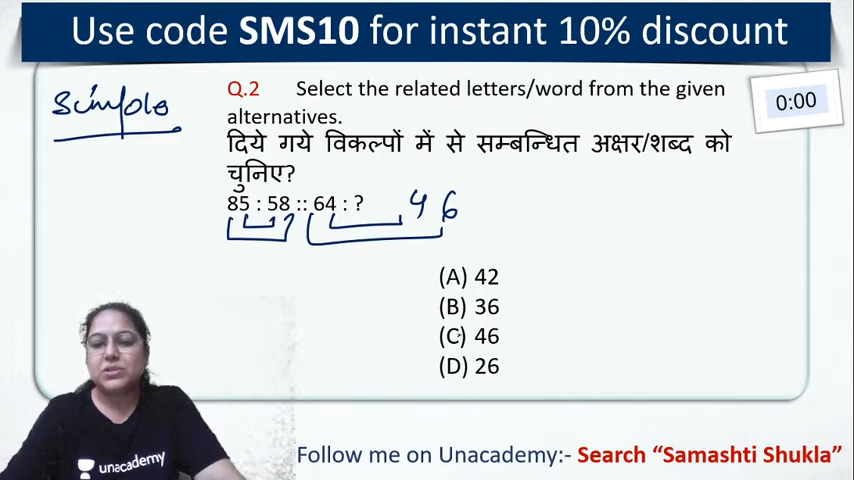 Use code SMS10 for instant 10% discount
Simple
Q.2 Select the related letters/word from the given
alternatives.
दिये गये विकल्पों में से सम्बन्धित अक्षर/शब्द को
चुनिए?
85 : 58 :: 64 : ? 46
0:00
(A) 42
(B) 36
(C) 46
(D) 26
unacademy
Follow me on Unacademy:- Search “Samashti Shukla”